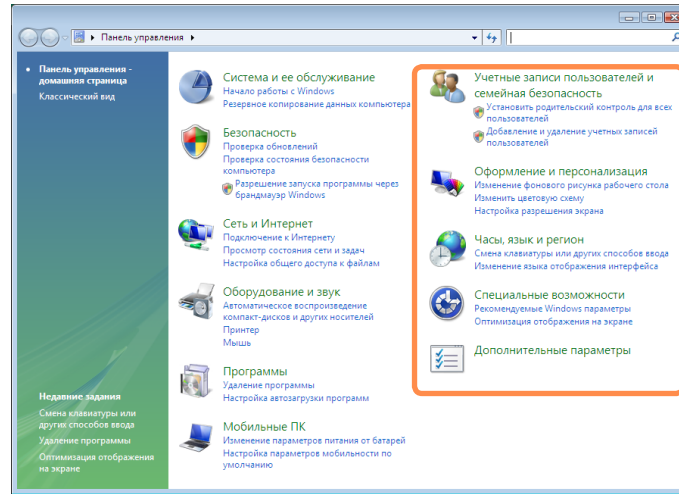 Панель управления
Панель управления -
домашняя страница
Классический вид
Система и ее обслуживание
Начало работы с Windows
Резервное копирование данных компьютера
Безопасность
Проверка обновлений
Проверка состояния безопасности
компьютера
Разрешение запуска программы через
брандмауэр Windows
Сеть и Интернет
Подключение к Интернету
Просмотр состояния сети и задач
Настройка общего доступа к файлам
Оборудование и звук
Автоматическое воспроизведение
компакт-дисков и других носителей
Принтер
Мышь
Программы
Удаление программы
Настройка автозагрузки программ
Мобильные ПК
Изменение параметров питания от батарей
Настройка параметров мобильности по
умолчанию
Учетные записи пользователей и
семейная безопасность
Установить родительский контроль для всех
пользователей
Добавление и удаление учетных записей
пользователей
Оформление и персонализация
Изменение фонового рисунка рабочего стола
Изменить цветовую схему
Настройка разрешения экрана
Часы, язык и регион
Смена клавиатуры или других способов ввода
Изменение языка отображения интерфейса
Специальные возможности
Рекомендуемые Windows параметры
Оптимизация отображения на экране
Дополнительные параметры
Недавние задания
Смена клавиатуры или
других способов ввода
Удаление программы
Оптимизация отображения
на экране